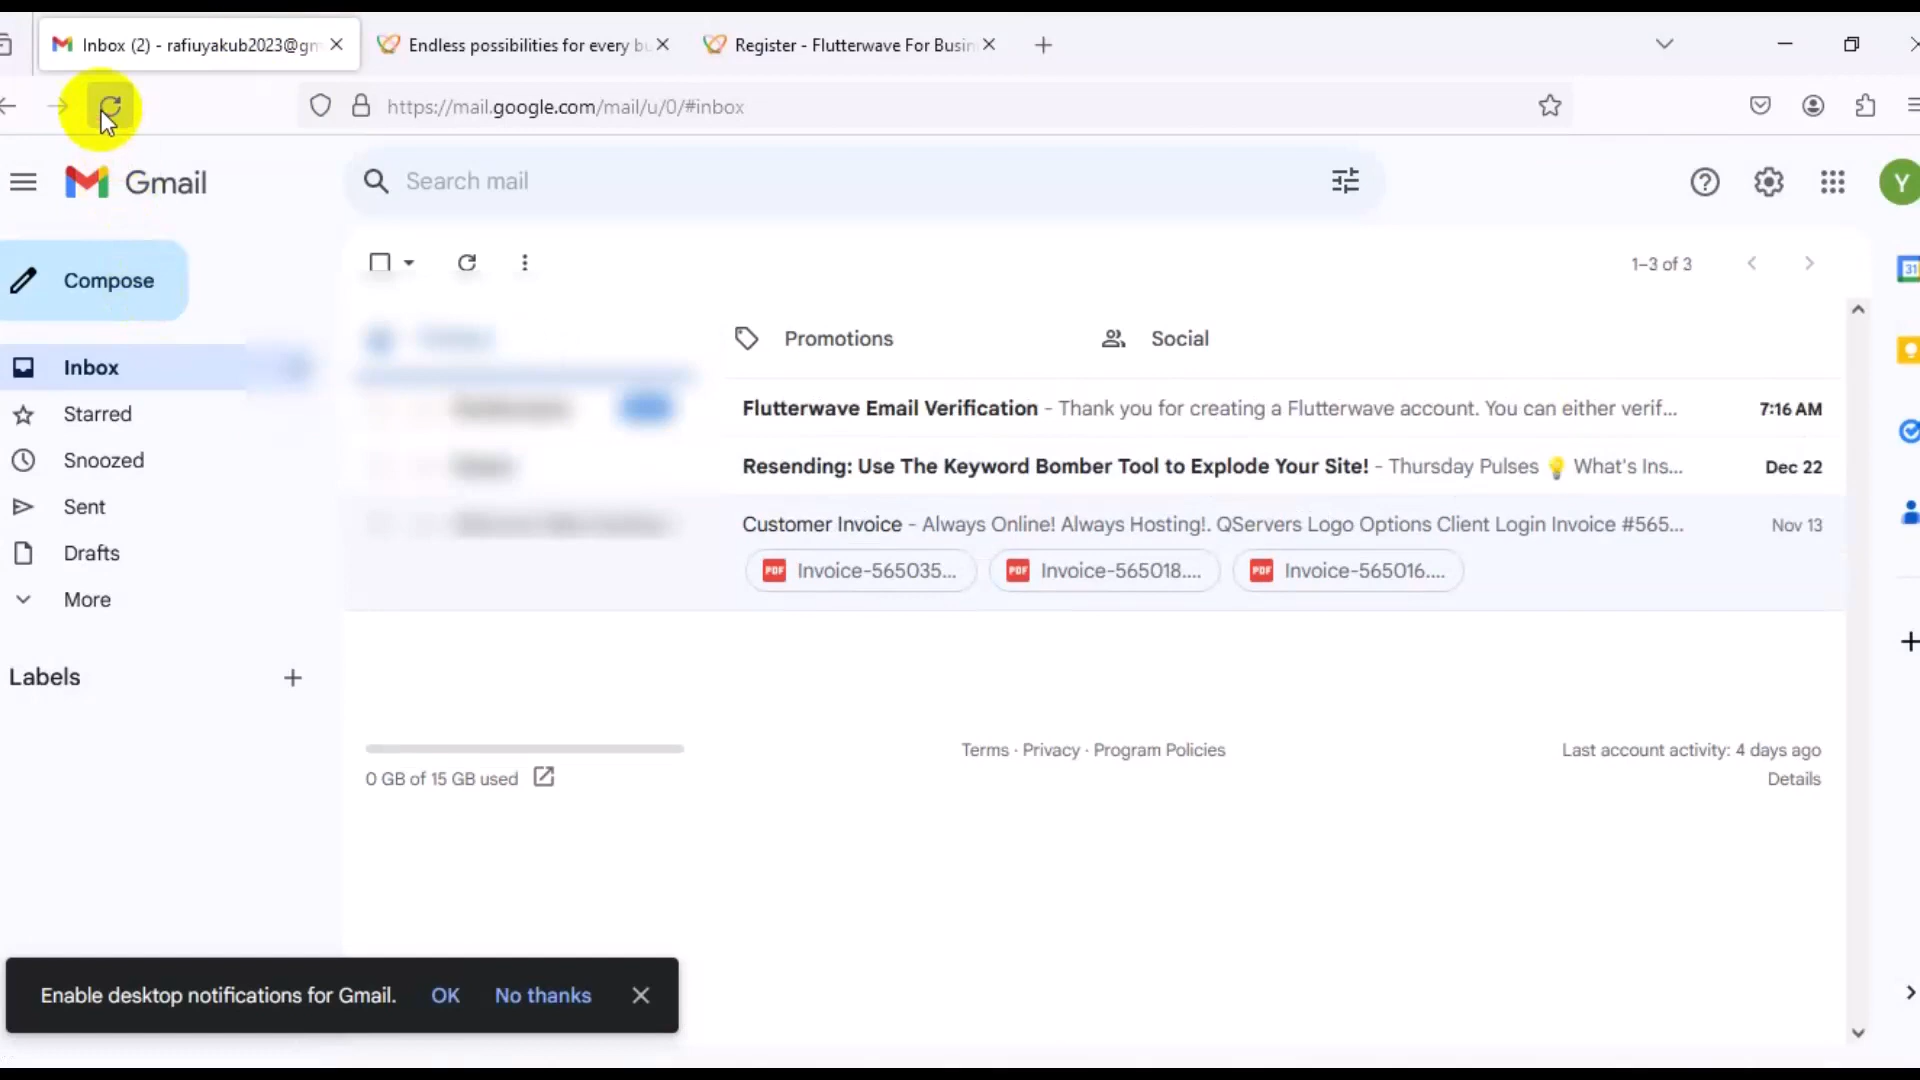 Inbox (2) - rafiuyakub2023@gm
Endless possibilities for every bu
Register - Flutterwave For Busin
https://mail.google.com/mail/u/0/#inbox
Gmail
Search mail
Y
Compose
1–3 of 3
31
Promotions
Social
Inbox
Flutterwave Email Verification - Thank you for creating a Flutterwave account. You can either verif...
7:16 AM
Starred
Snoozed
Resending: Use The Keyword Bomber Tool to Explode Your Site! - Thursday Pulses 💡 What's Ins...
Dec 22
Sent
Customer Invoice - Always Online! Always Hosting!. QServers Logo Options Client Login Invoice #565...
Nov 13
Drafts
PDF Invoice-565035...
PDF Invoice-565018....
PDF Invoice-565016....
More
Labels
Terms · Privacy · Program Policies
Last account activity: 4 days ago
0 GB of 15 GB used
Details
Enable desktop notifications for Gmail. OK No thanks